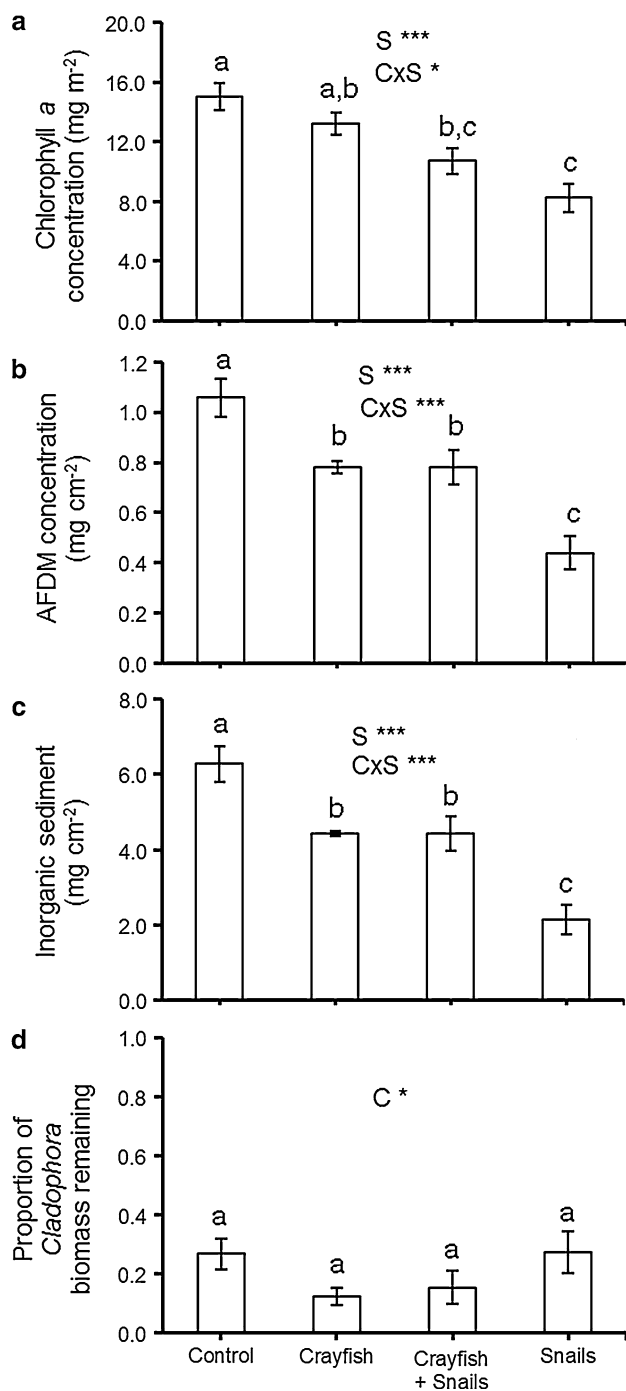 a
Chlorophyll a
concentration (mg m-2)
20.0
16.0
12.0
8.0
4.0
0.0
S ***
CxS *
a
a,b
b,c
c
b
AFDM concentration
(mg cm-2)
1.2
1.0
0.8
0.6
0.4
0.2
0.0
S ***
CxS ***
a
b
b
c
c
Inorganic sediment
(mg cm-2)
8.0
6.0
4.0
2.0
0.0
S ***
CxS ***
a
b
b
c
d
Proportion of
Cladophora
biomass remaining
1.0
0.8
0.6
0.4
0.2
0.0
C *
a
a
a
a
Control
Crayfish
Crayfish
+ Snails
Snails